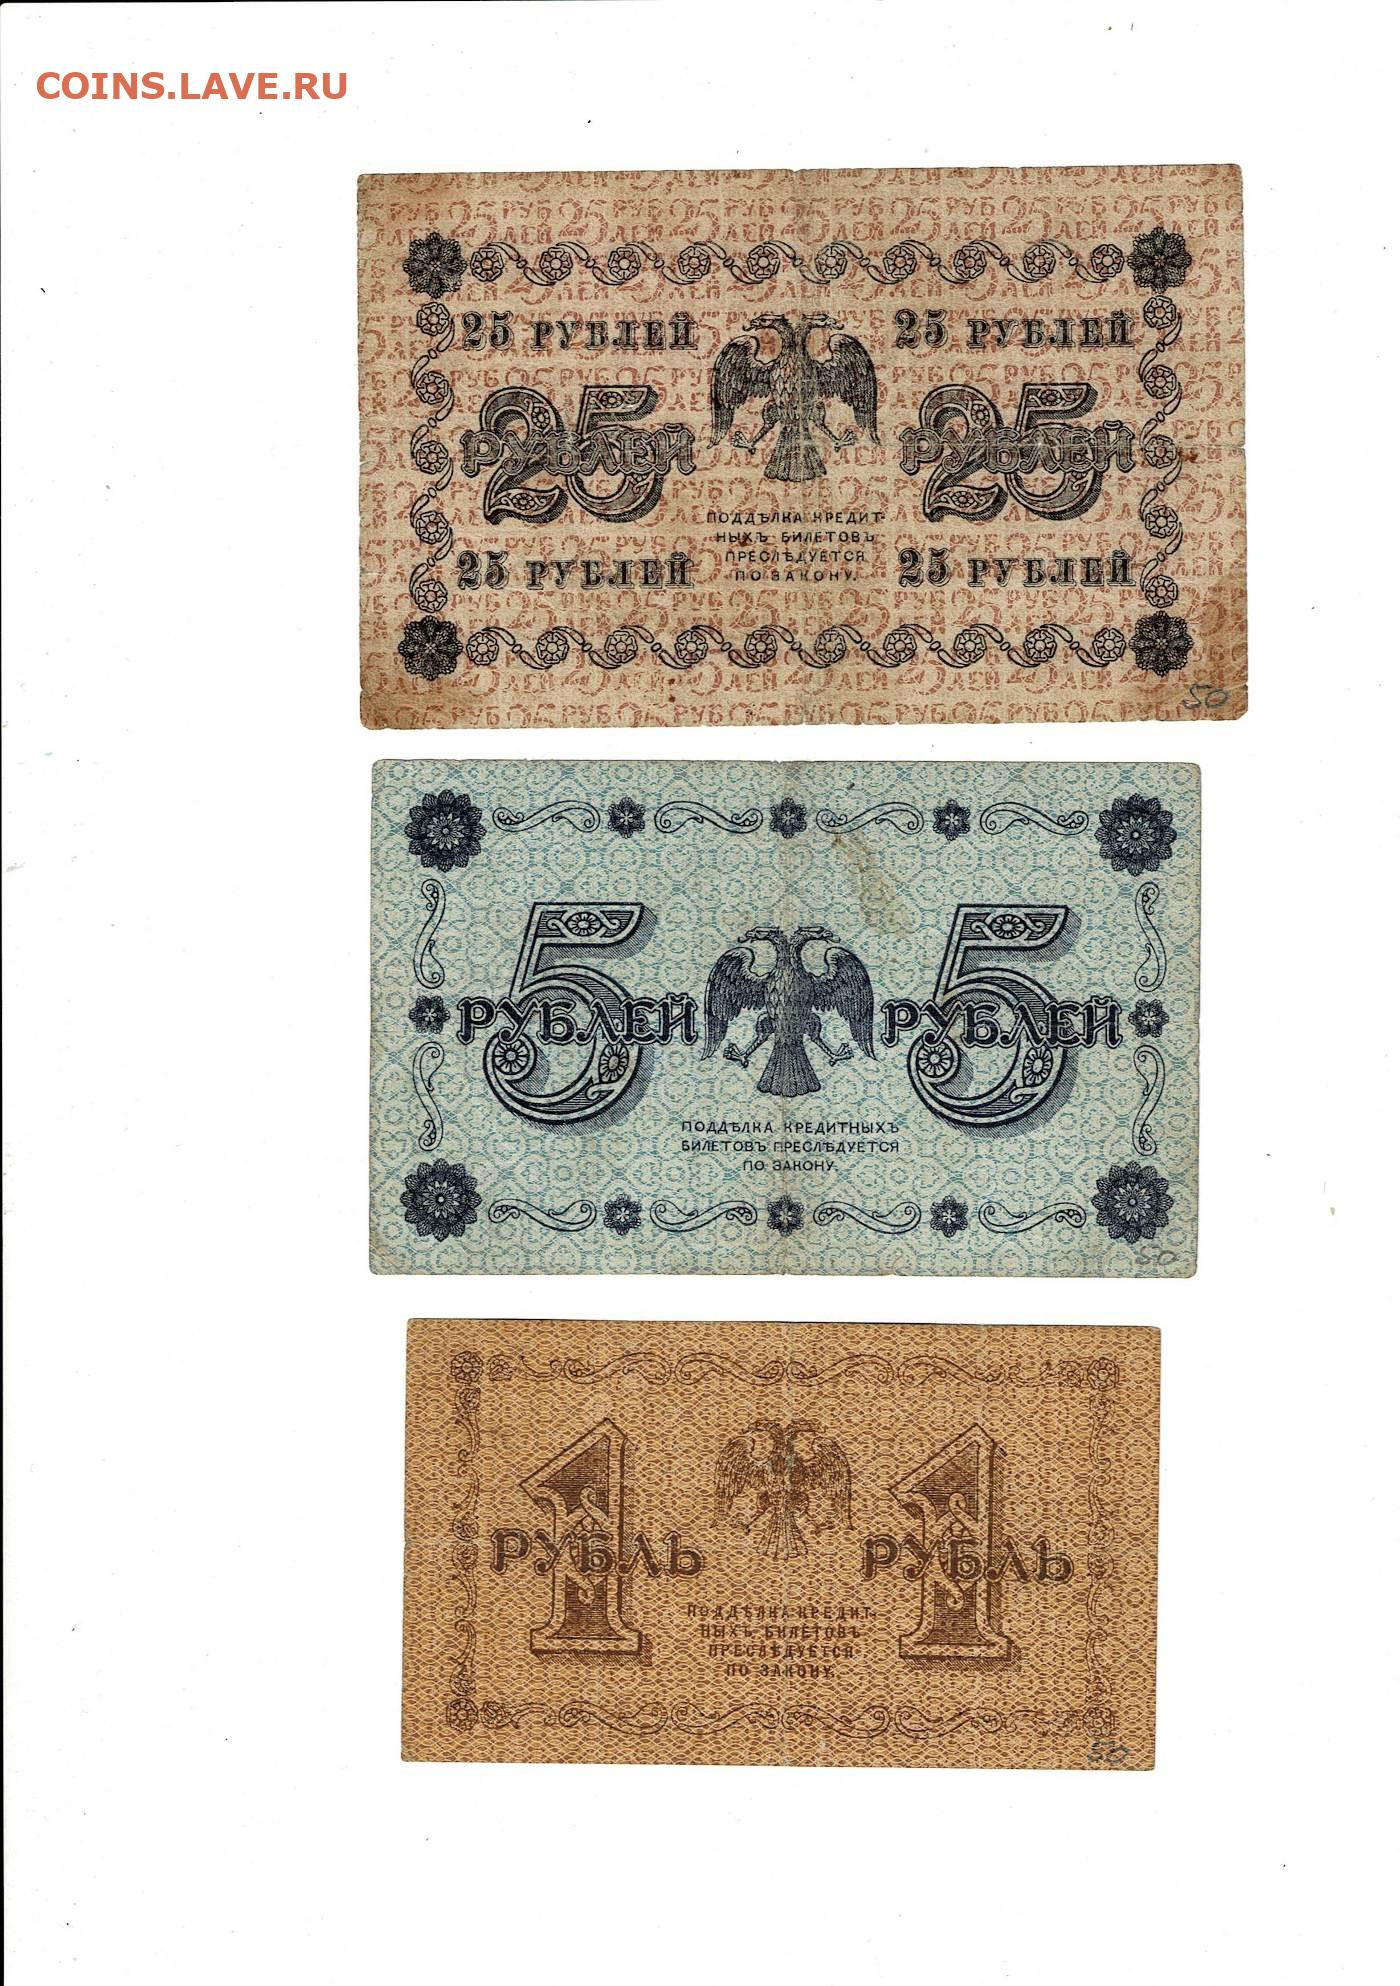 COINS.LAVE.RU
25 РУБЛЕЙ 25 РУБЛЕЙ
25 25
РУБЛЕЙ РУБЛЕЙ
ПОДДѢЛКА КРЕДИТ-
НЫХЪ БИЛЕТОВЪ
ПРЕСЛѢДУЕТСЯ
ПО ЗАКОНУ.
25 РУБЛЕЙ 25 РУБЛЕЙ
50
5 5
РУБЛЕЙ РУБЛЕЙ
ПОДДѢЛКА КРЕДИТНЫХЪ
БИЛЕТОВЪ ПРЕСЛѢДУЕТСЯ
ПО ЗАКОНУ.
50
1 1
РУБЛЬ РУБЛЬ
ПОДДѢЛКА КРЕДИТ-
НЫХЪ БИЛЕТОВЪ
ПРЕСЛѢДУЕТСЯ
ПО ЗАКОНУ.
50